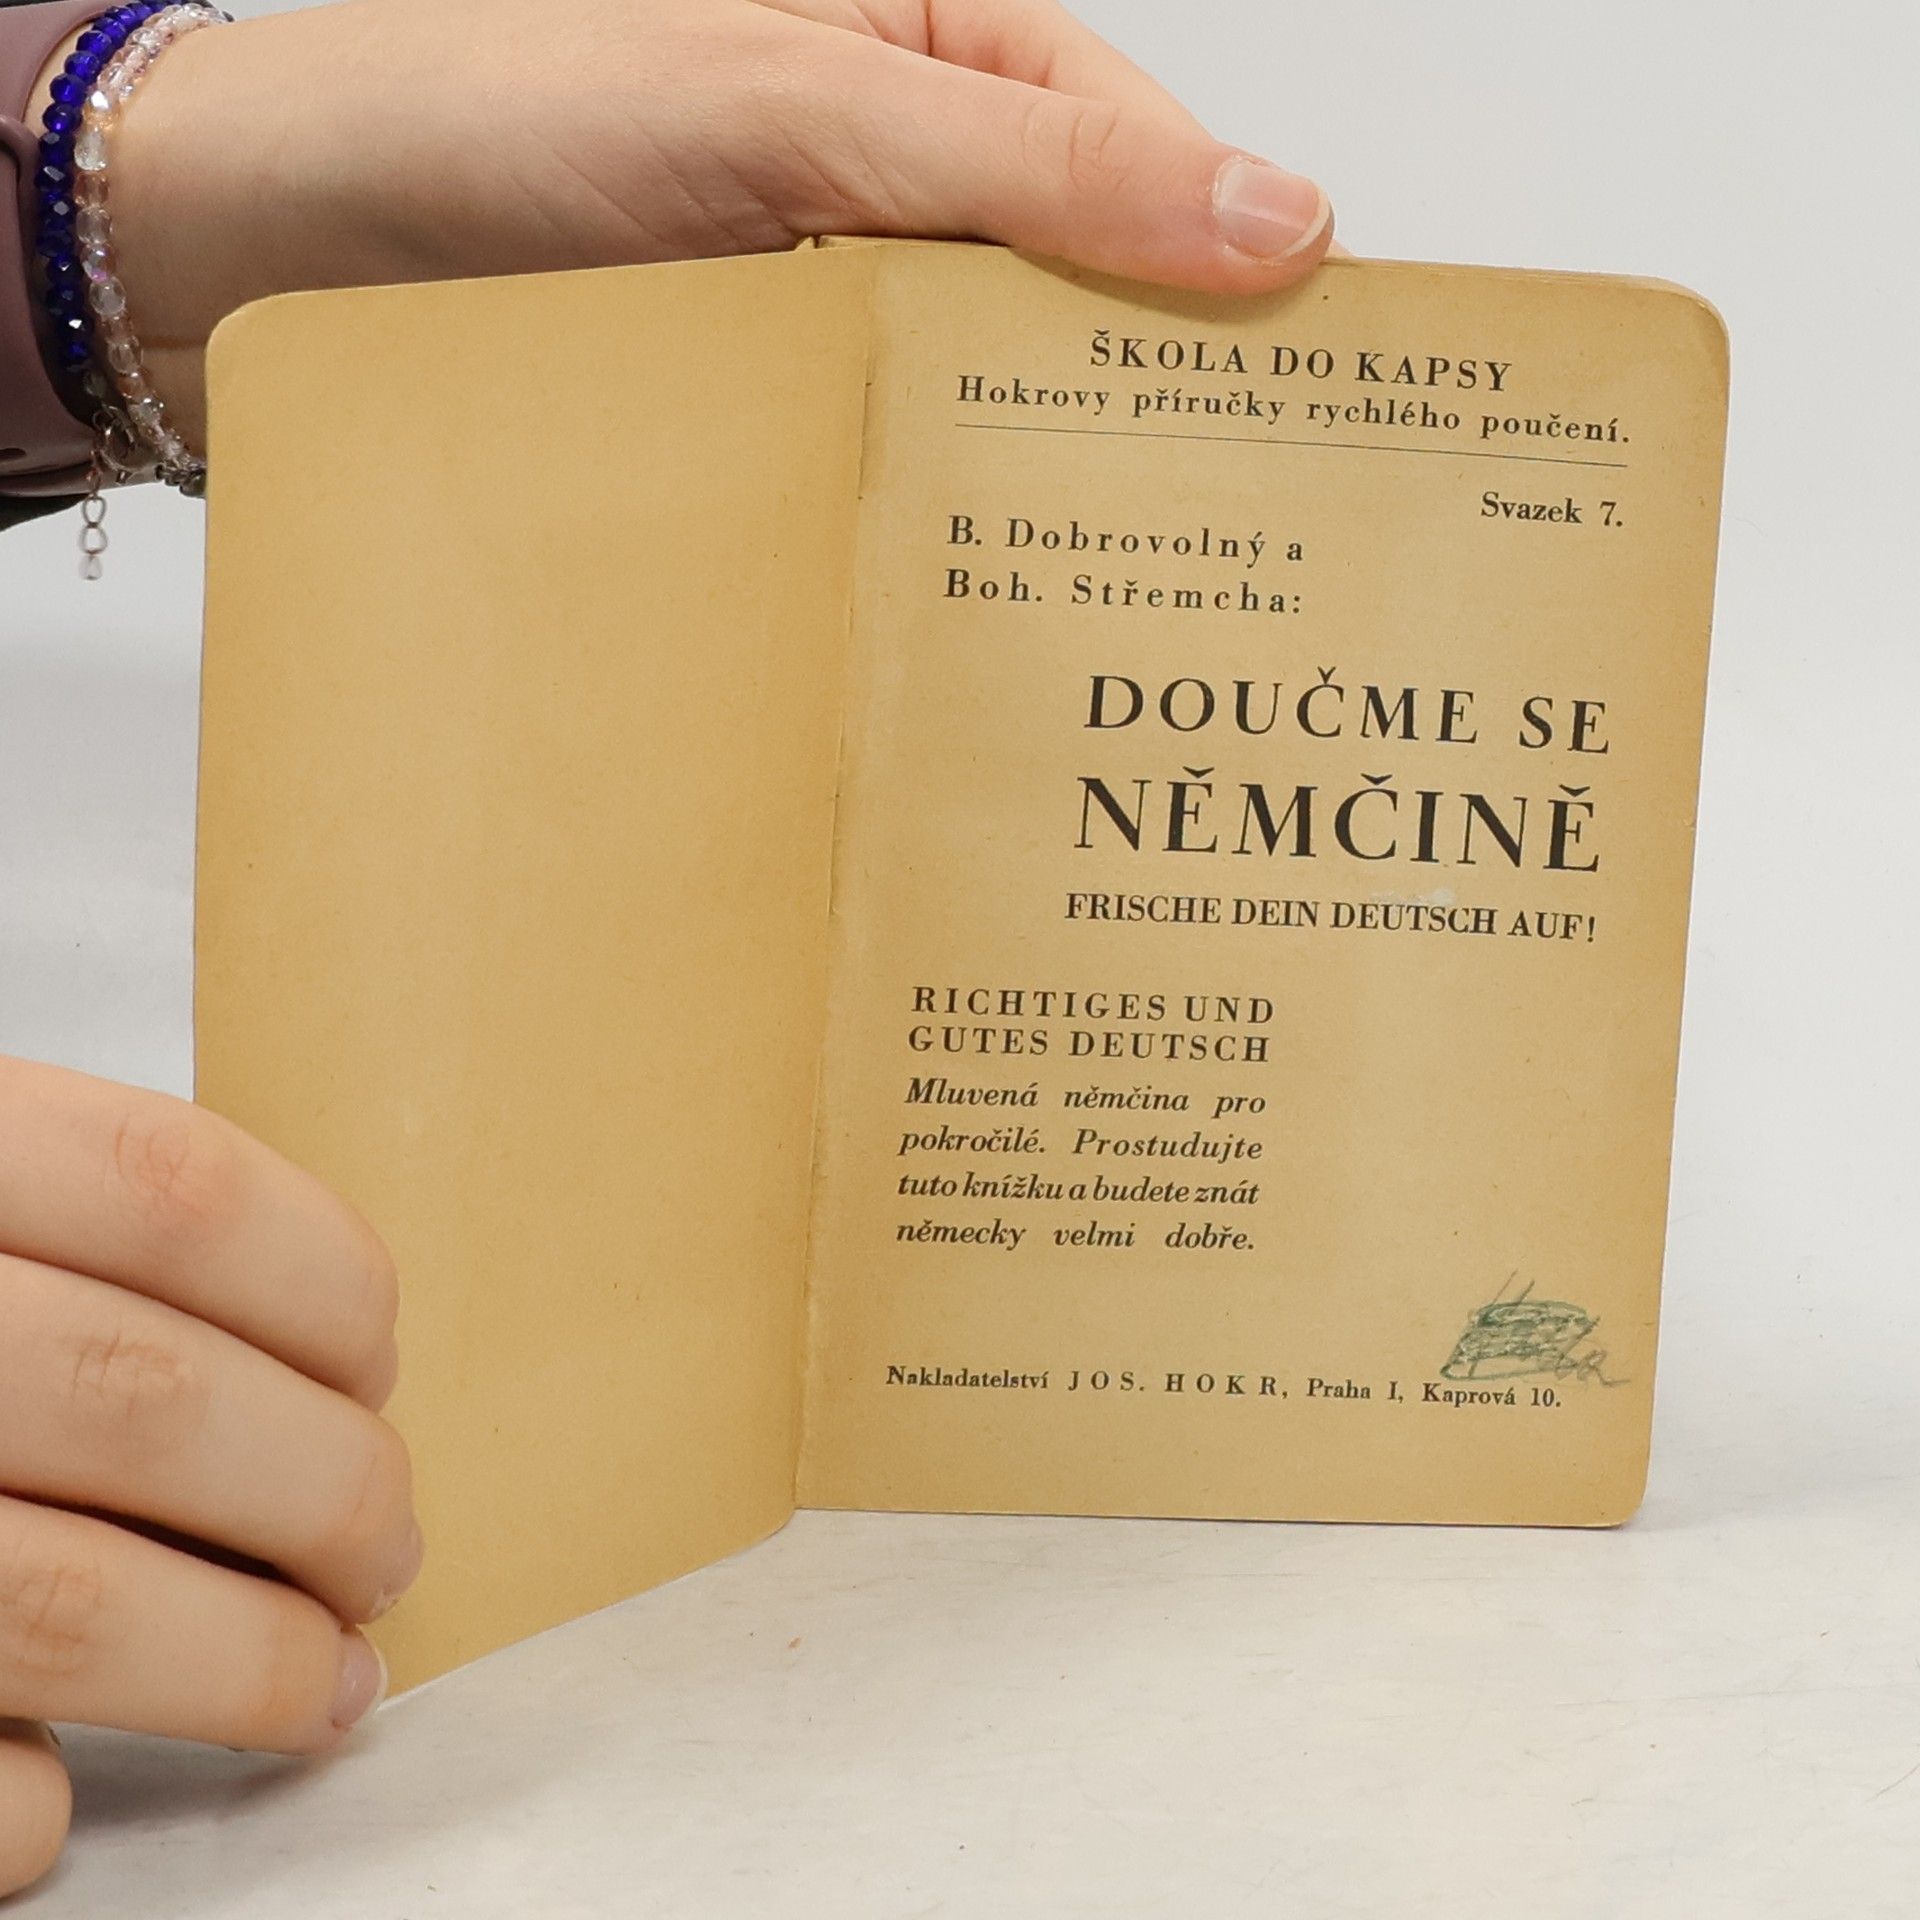 ŠKOLA DO KAPSY
Hokrovy příručky rychlého poučení.
Svazek 7.
B. Dobrovolný a
Boh. Střemcha:
DOUČME SE
NĚMČINĚ
FRISCHE DEIN DEUTSCH AUF!
RICHTIGES UND
GUTES DEUTSCH
Mluvená němčina pro
pokročilé. Prostudujte
tuto knížku a budete znát
německy velmi dobře.
Nakladatelství JOS. HOKR, Praha I, Kaprová 10.